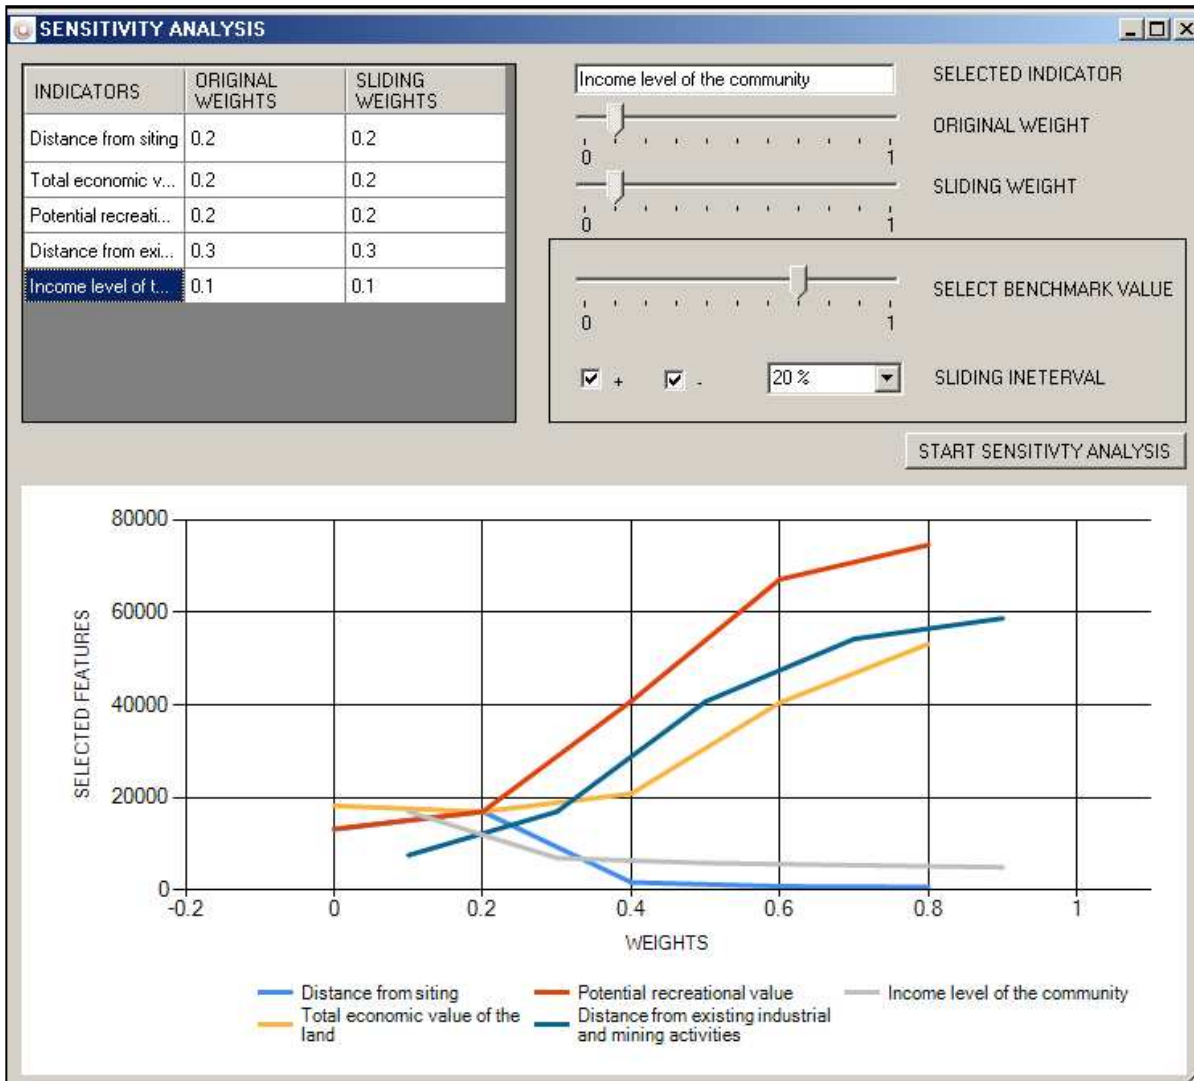 SENSITIVITY ANALYSIS
INDICATORS ORIGINAL WEIGHTS SLIDING WEIGHTS
Distance from siting 0.2 0.2
Total economic v... 0.2 0.2
Potential recreati... 0.2 0.2
Distance from exi... 0.3 0.3
Income level of t... 0.1 0.1
Income level of the community SELECTED INDICATOR
ORIGINAL WEIGHT
0 1
SLIDING WEIGHT
0 1
SELECT BENCHMARK VALUE
0 1
+ - 20 % SLIDING INETERVAL
START SENSITIVTY ANALYSIS
SELECTED FEATURES
80000
60000
40000
20000
0
-0.2 0 0.2 0.4 0.6 0.8 1
WEIGHTS
Distance from siting
Total economic value of the
land
Potential recreational value
Distance from existing industrial
and mining activities
Income level of the community